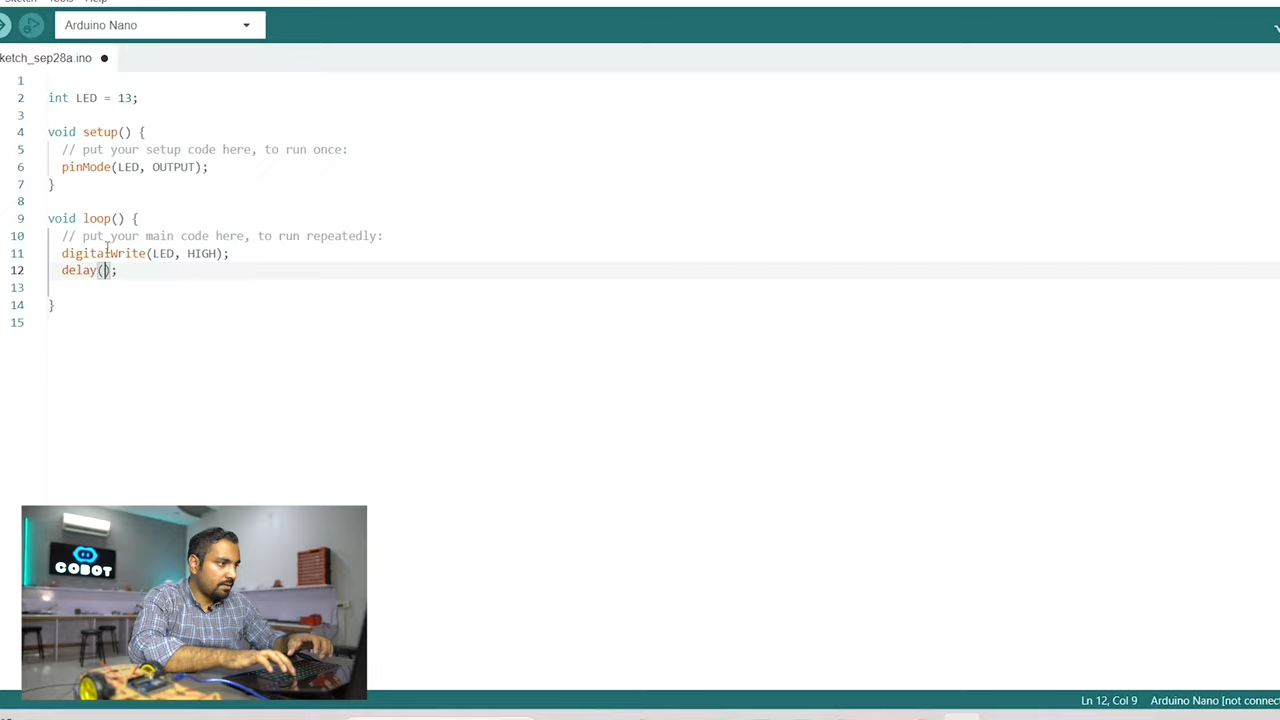 Sketch Tools Help
Arduino Nano
ketch_sep28a.ino
1
2 int LED = 13;
3
4 void setup() {
5 // put your setup code here, to run once:
6 pinMode(LED, OUTPUT);
7 }
8
9 void loop() {
10 // put your main code here, to run repeatedly:
11 digitalWrite(LED, HIGH);
12 delay();
13
14 }
15
COBOT
Ln 12, Col 9 Arduino Nano [not connec